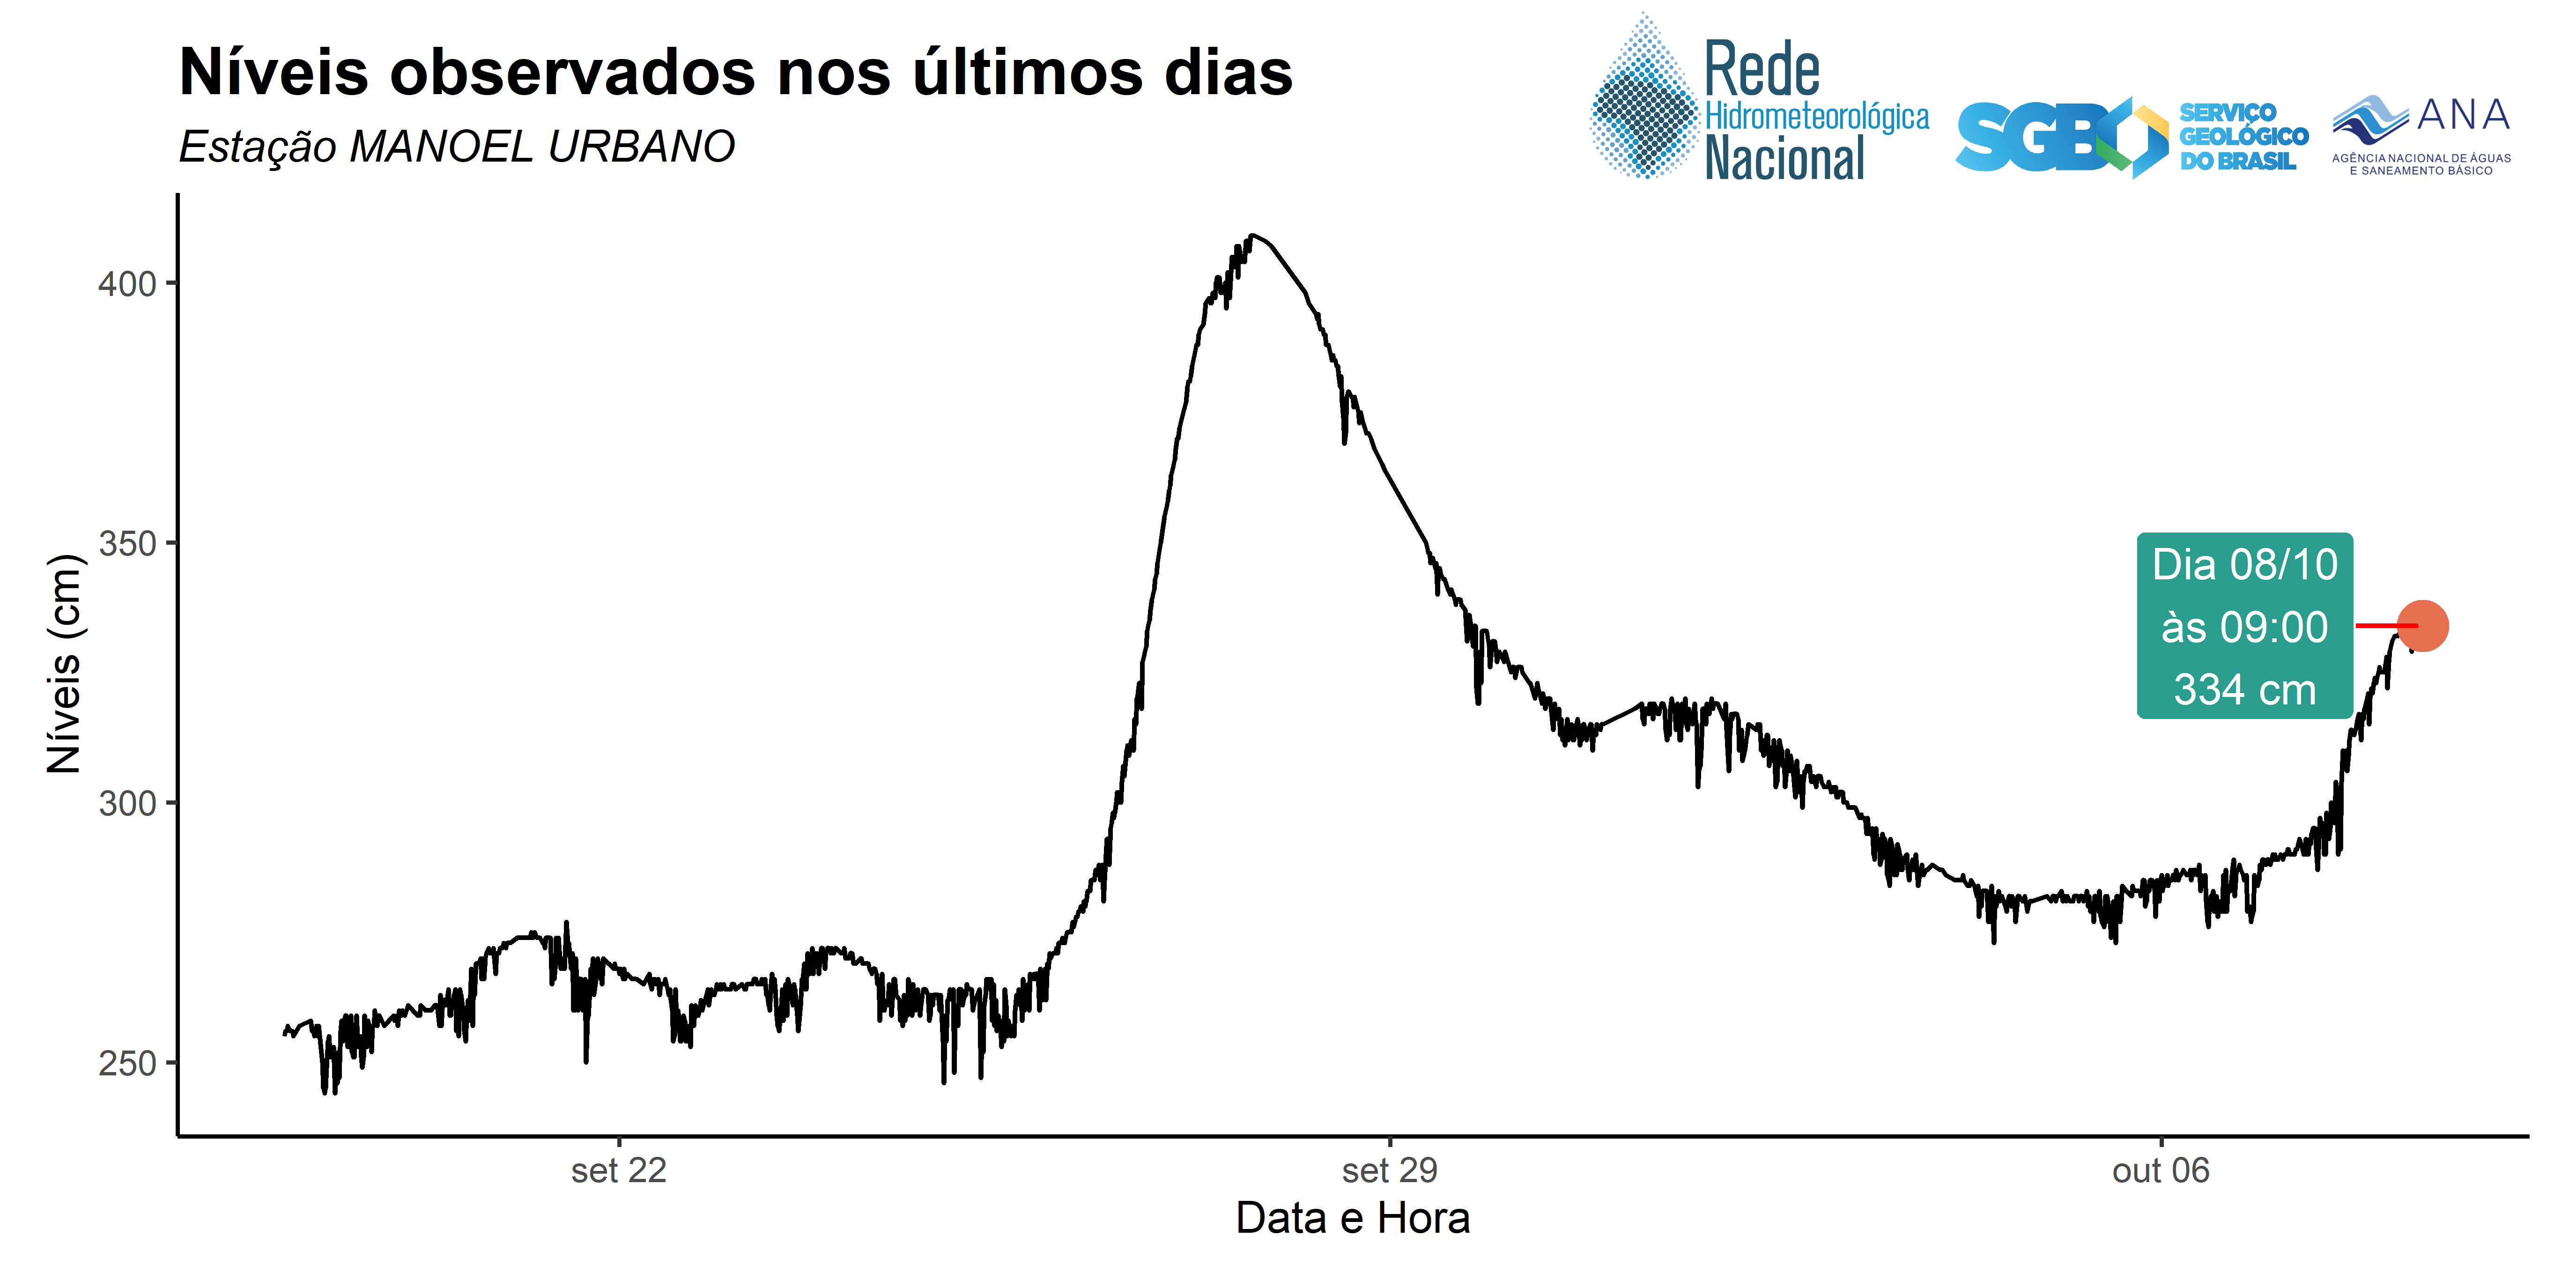 Níveis observados nos últimos dias
Estação MANOEL URBANO
Rede
Hidrometeorológica
Nacional
SGB
SERVIÇO
GEOLÓGICO
DO BRASIL
ANA
AGÊNCIA NACIONAL DE ÁGUAS
E SANEAMENTO BÁSICO
Níveis (cm)
400
350
300
250
Dia 08/10
às 09:00
334 cm
set 22
set 29
out 06
Data e Hora